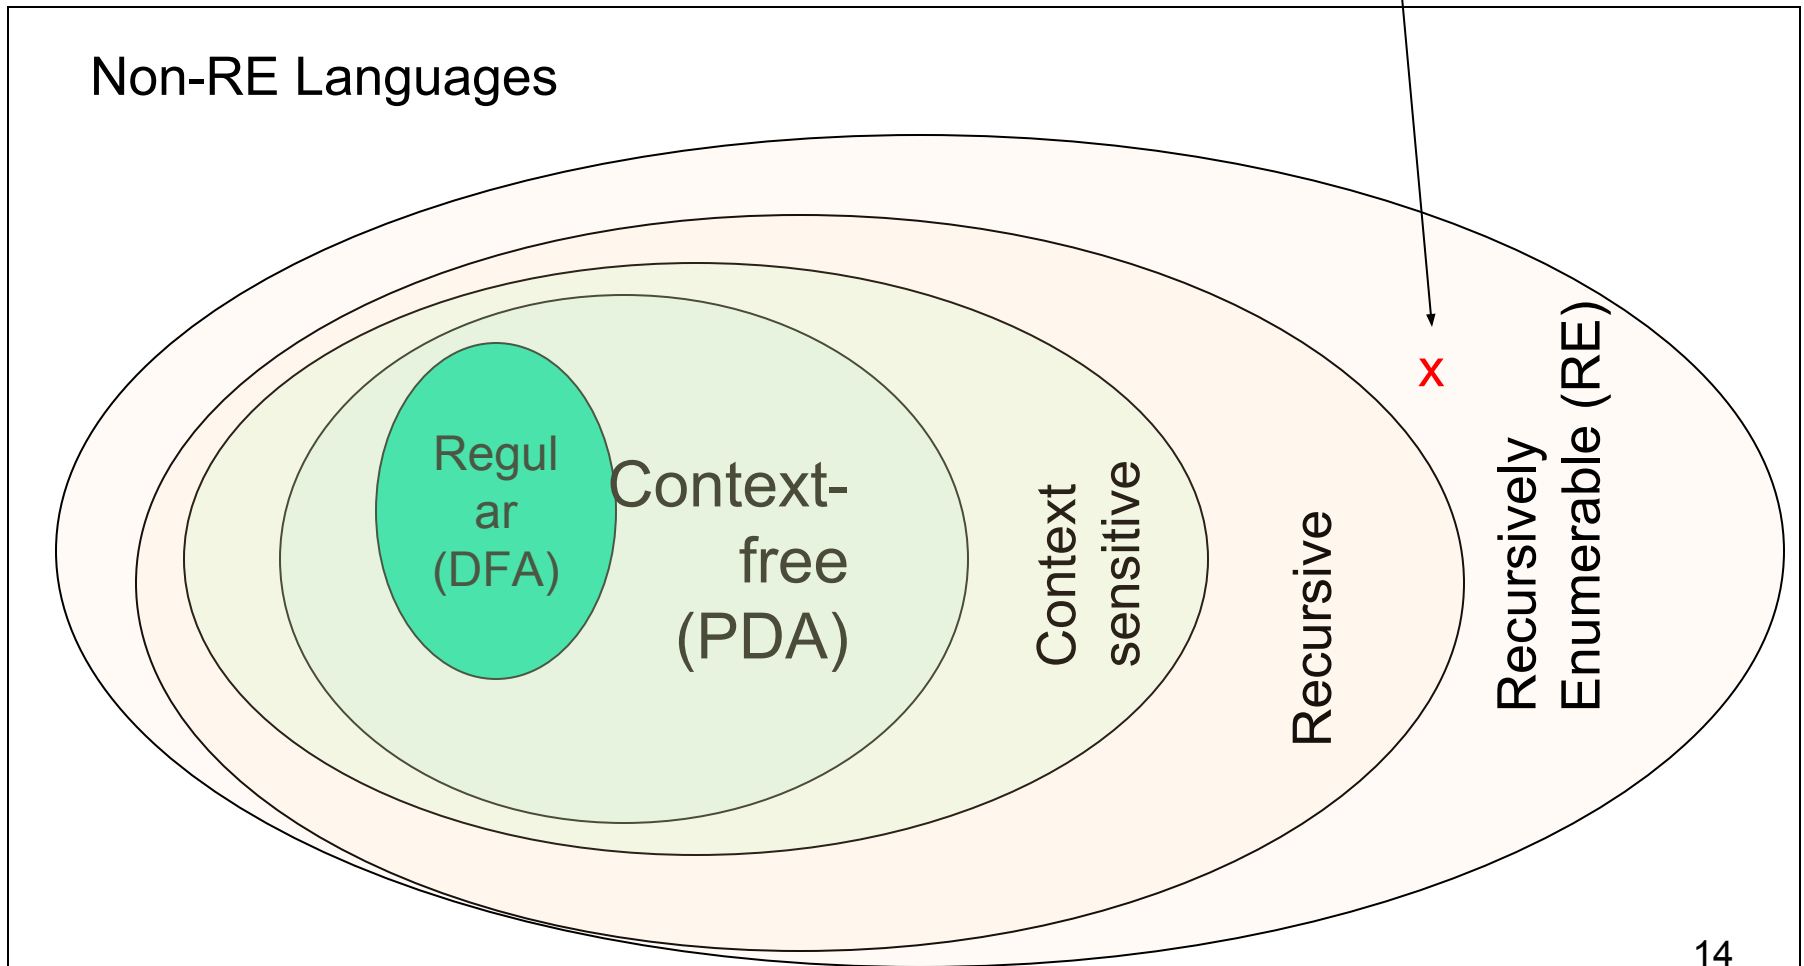 Non-RE Languages
Regul
ar
(DFA)
Context-
free
(PDA)
Context
sensitive
Recursive
x
Recursively
Enumerable (RE)
14